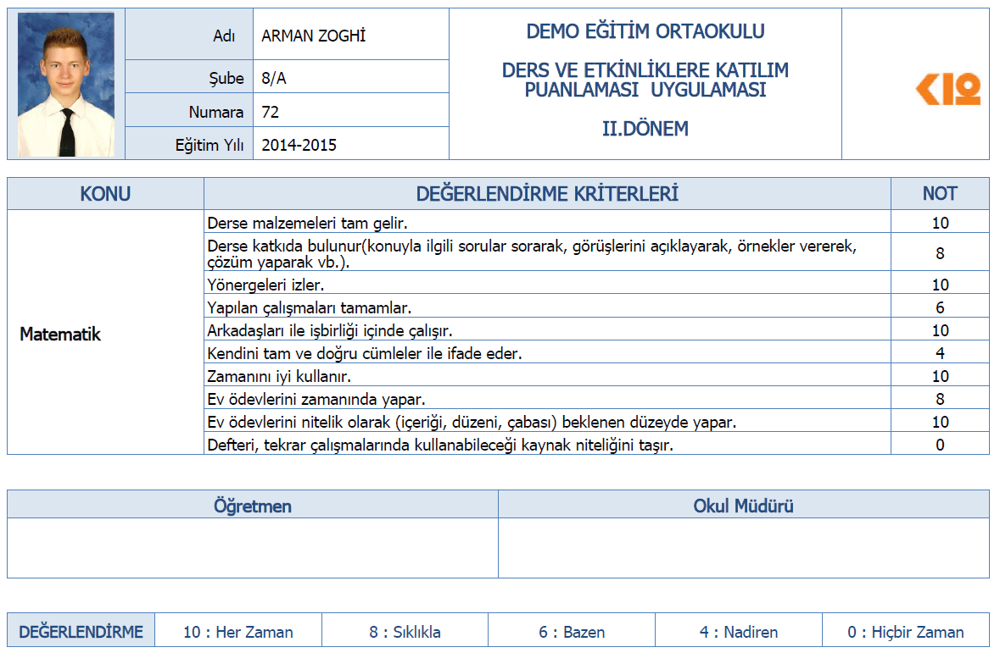 Adı ARMAN ZOGHİ
Şube 8/A
Numara 72
Eğitim Yılı 2014-2015
DEMO EĞİTİM ORTAOKULU
DERS VE ETKİNLİKLERE KATILIM
PUANLAMASI UYGULAMASI
II.DÖNEM
K12
KONU DEĞERLENDİRME KRİTERLERİ NOT
Matematik
Derse malzemeleri tam gelir. 10
Derse katkıda bulunur(konuyla ilgili sorular sorarak, görüşlerini açıklayarak, örnekler vererek,
çözüm yaparak vb.). 8
Yönergeleri izler. 10
Yapılan çalışmaları tamamlar. 6
Arkadaşları ile işbirliği içinde çalışır. 10
Kendini tam ve doğru cümleler ile ifade eder. 4
Zamanını iyi kullanır. 10
Ev ödevlerini zamanında yapar. 8
Ev ödevlerini nitelik olarak (içeriği, düzeni, çabası) beklenen düzeyde yapar. 10
Defteri, tekrar çalışmalarında kullanabileceği kaynak niteliğini taşır. 0
Öğretmen Okul Müdürü
DEĞERLENDİRME 10 : Her Zaman 8 : Sıklıkla 6 : Bazen 4 : Nadiren 0 : Hiçbir Zaman